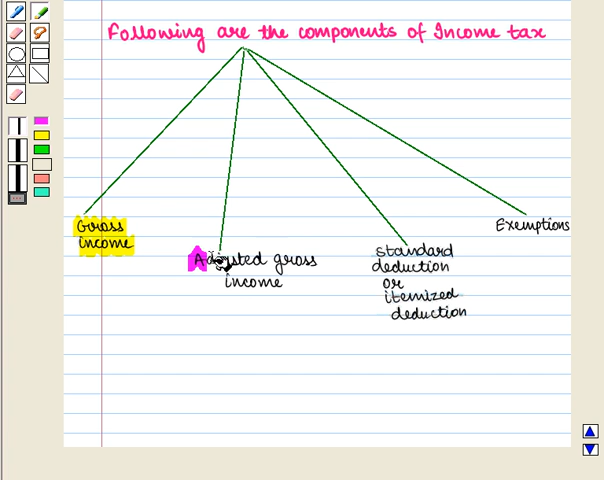 Following are the components of Income tax
Gross
income
Adjusted gross
income
standard
deduction
or
itemized
deduction
Exemptions